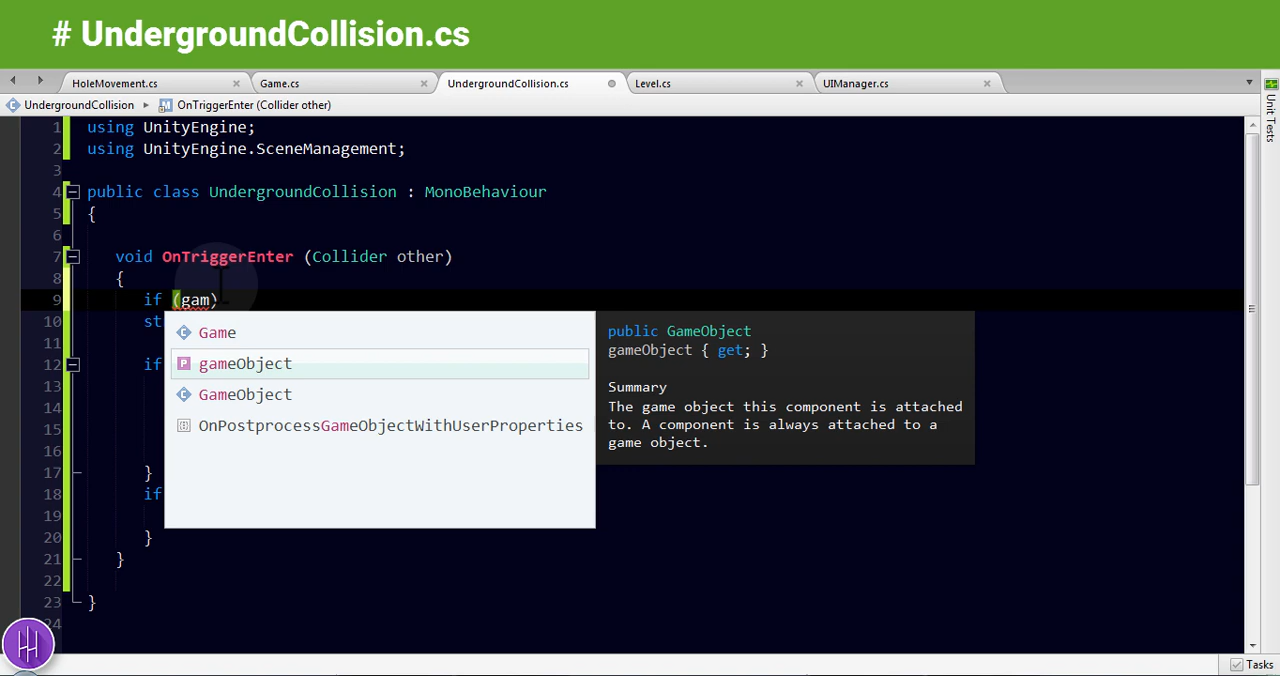 # UndergroundCollision.cs
HoleMovement.cs × Game.cs × UndergroundCollision.cs Level.cs × UIManager.cs ×
UndergroundCollision ▸ OnTriggerEnter (Collider other)
Unit Tests
1 using UnityEngine;
2 using UnityEngine.SceneManagement;
3
4 public class UndergroundCollision : MonoBehaviour
5 {
6
7 void OnTriggerEnter (Collider other)
8 {
9 if (gam)
10 st
11
12 if
13
14
15
16
17 }
18 if
19
20 }
21 }
22
23 }
24
Game
gameObject
GameObject
OnPostprocessGameObjectWithUserProperties
public GameObject
gameObject { get; }
Summary
The game object this component is attached
to. A component is always attached to a
game object.
Tasks